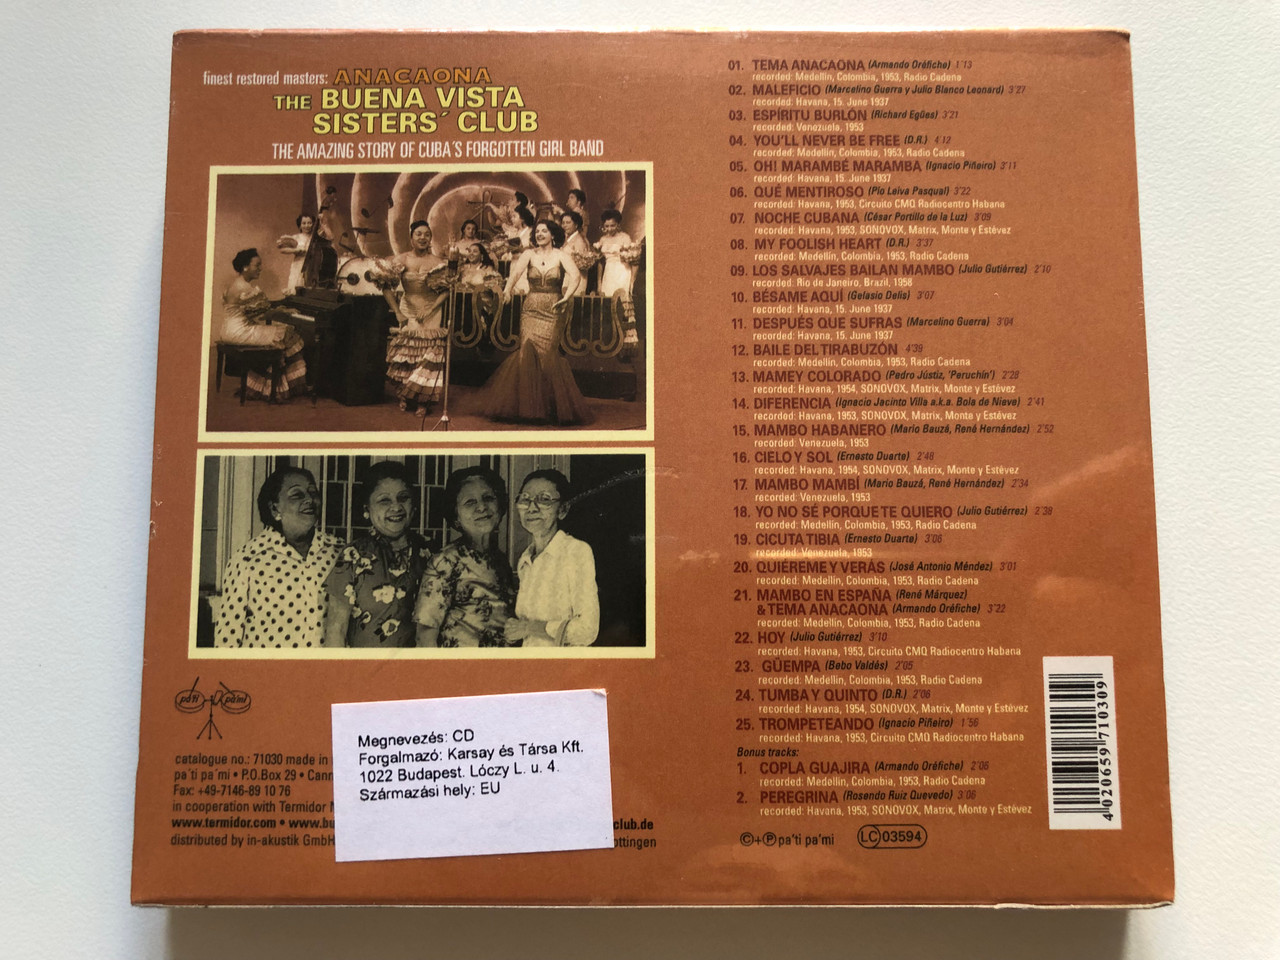 finest restored masters: ANACAONA
THE BUENA VISTA
SISTERS´ CLUB
THE AMAZING STORY OF CUBA´S FORGOTTEN GIRL BAND
pa'ti pa'mi
catalogue no.: 71030 made in
pa´ti pa´mi • P.O.Box 29 •
Fax: +49-7146-89 10 76
in cooperation with Termidor
www.termidor.com •
club.de
distributed by in-akustik GmbH
Megnevezés: CD
Forgalmazó: Karsay és Társa Kft.
1022 Budapest. Lóczy L. u. 4.
Származási hely: EU
01. TEMA ANACAONA (Armando Oréfiche) 1'13
recorded: Medellín, Colombia, 1953, Radio Cadena
02. MALEFICIO (Marcelino Guerra y Julio Blanco Leonard) 3'27
recorded: Havana, 15. June 1937
03. ESPÍRITU BURLÓN (Richard Egües) 3'21
recorded: Venezuela, 1953
04. YOU'LL NEVER BE FREE (D.R.) 4'12
recorded: Medellín, Colombia, 1953, Radio Cadena
05. OH! MARAMBÉ MARAMBA (Ignacio Piñeiro) 3'11
recorded: Havana, 15. June 1937
06. QUÉ MENTIROSO (Pío Leiva Pasqual) 3'22
recorded: Havana, 1953, Circuito CMQ Radiocentro Habana
07. NOCHE CUBANA (César Portillo de la Luz) 3'09
recorded: Havana, 1953, SONOVOX, Matrix, Monte y Estévez
08. MY FOOLISH HEART (D.R.) 3'37
recorded: Medellín, Colombia, 1953, Radio Cadena
09. LOS SALVAJES BAILAN MAMBO (Julio Gutiérrez) 2'10
recorded: Rio de Janeiro, Brazil, 1956
10. BÉSAME AQUÍ (Gelasio Delis) 3'07
recorded: Havana, 15. June 1937
11. DESPUÉS QUE SUFRAS (Marcelino Guerra) 3'04
recorded: Havana, 15. June 1937
12. BAILE DEL TIRABUZÓN 4'39
recorded: Medellín, Colombia, 1953, Radio Cadena
13. MAMEY COLORADO (Pedro Jústiz, 'Peruchín') 2'28
recorded: Havana, 1954, SONOVOX, Matrix, Monte y Estévez
14. DIFERENCIA (Ignacio Jacinto Villa a.k.a. Bola de Nieve) 2'41
recorded: Havana, 1953, SONOVOX, Matrix, Monte y Estévez
15. MAMBO HABANERO (Mario Bauzá, René Hernández) 2'52
recorded: Venezuela, 1953
16. CIELO Y SOL (Ernesto Duarte) 2'48
recorded: Havana, 1954, SONOVOX, Matrix, Monte y Estévez
17. MAMBO MAMBÍ (Mario Bauzá, René Hernández) 2'34
recorded: Venezuela, 1953
18. YO NO SÉ PORQUE TE QUIERO (Julio Gutiérrez) 2'38
recorded: Medellín, Colombia, 1953, Radio Cadena
19. CICUTA TIBIA (Ernesto Duarte) 3'06
recorded: Venezuela, 1953
20. QUIÉREME Y VERÁS (José Antonio Méndez) 3'01
recorded: Medellín, Colombia, 1953, Radio Cadena
21. MAMBO EN ESPAÑA (René Márquez)
& TEMA ANACAONA (Armando Oréfiche) 3'22
recorded: Medellín, Colombia, 1953, Radio Cadena
22. HOY (Julio Gutiérrez) 3'10
recorded: Havana, 1953, Circuito CMQ Radiocentro Habana
23. GÜEMPA (Bebo Valdés) 2'05
recorded: Medellín, Colombia, 1953, Radio Cadena
24. TUMBA Y QUINTO (D.R.) 2'06
recorded: Havana, 1954, SONOVOX, Matrix, Monte y Estévez
25. TROMPETEANDO (Ignacio Piñeiro) 1'56
recorded: Havana, 1953, Circuito CMQ Radiocentro Habana
Bonus tracks:
1. COPLA GUAJIRA (Armando Oréfiche) 2'06
recorded: Medellín, Colombia, 1953, Radio Cadena
2. PEREGRINA (Rosendo Ruiz Quevedo) 3'06
recorded: Havana, 1953, SONOVOX, Matrix, Monte y Estévez
©+℗ pa'ti pa'mi
LC 03594
4 020659 710309